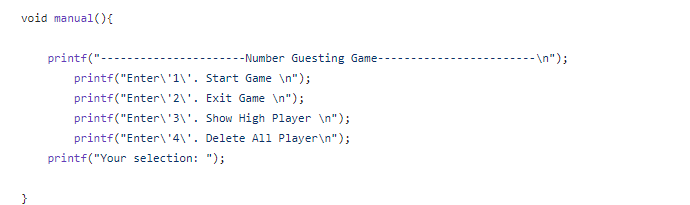 void manual(){
printf("----------------------Number Guesting Game------------------------\n");
printf("Enter\'1\'. Start Game \n");
printf("Enter\'2\'. Exit Game \n");
printf("Enter\'3\'. Show High Player \n");
printf("Enter\'4\'. Delete All Player\n");
printf("Your selection: ");
}